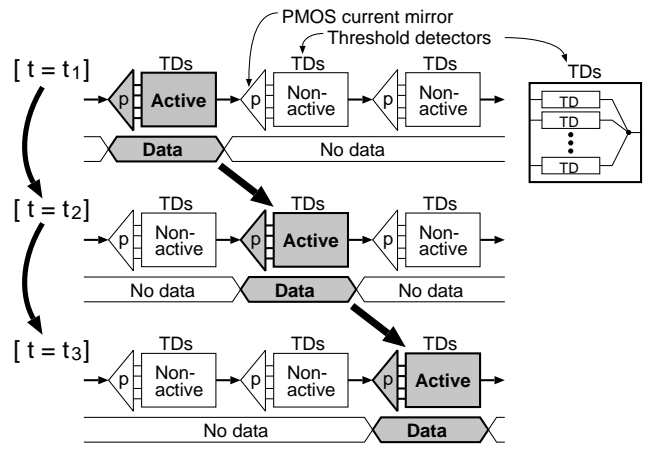 PMOS current mirror
Threshold detectors
[ t = t1]
TDs
TDs
TDs
TDs
p
Active
p
Non-
active
p
Non-
active
TD
TD
TD
Data
No data
[ t = t2]
TDs
TDs
TDs
p
Non-
active
p
Active
p
Non-
active
No data
Data
No data
[ t = t3]
TDs
TDs
TDs
p
Non-
active
p
Non-
active
p
Active
No data
Data